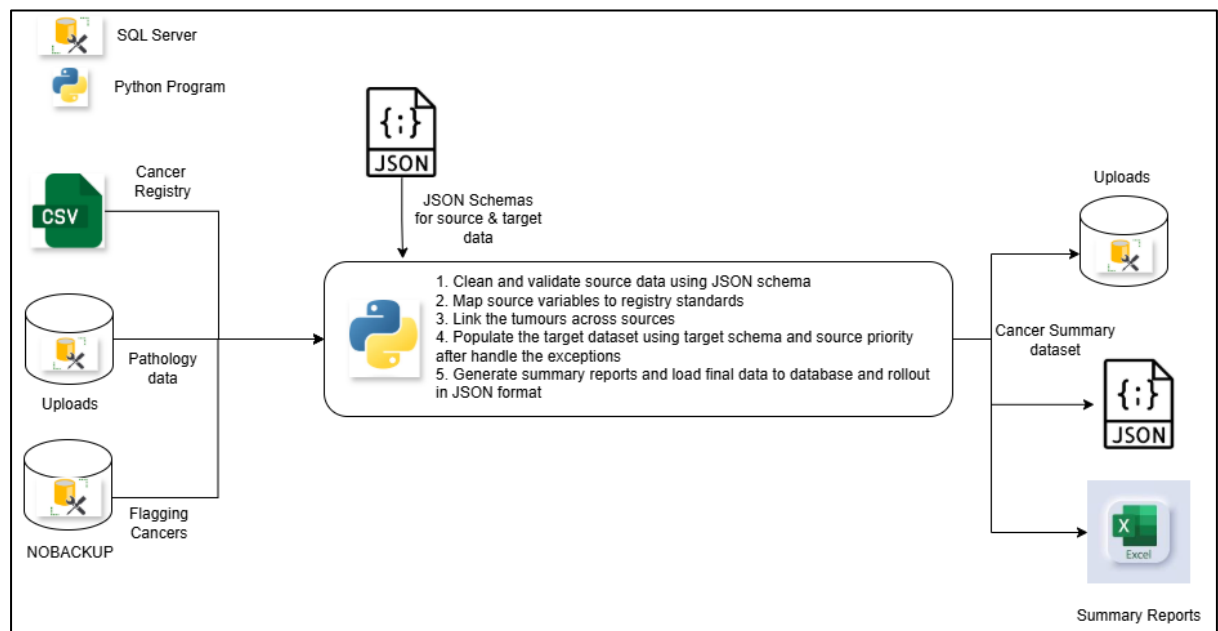 SQL Server
Python Program
{;}
JSON
Cancer
Registry
CSV
JSON Schemas
for source & target
data
Uploads
1. Clean and validate source data using JSON schema
2. Map source variables to registry standards
3. Link the tumours across sources
4. Populate the target dataset using target schema and source priority
after handle the exceptions
5. Generate summary reports and load final data to database and rollout
in JSON format
Pathology
data
Uploads
Cancer Summary
dataset
{;}
JSON
Flagging
Cancers
NOBACKUP
X
Excel
Summary Reports